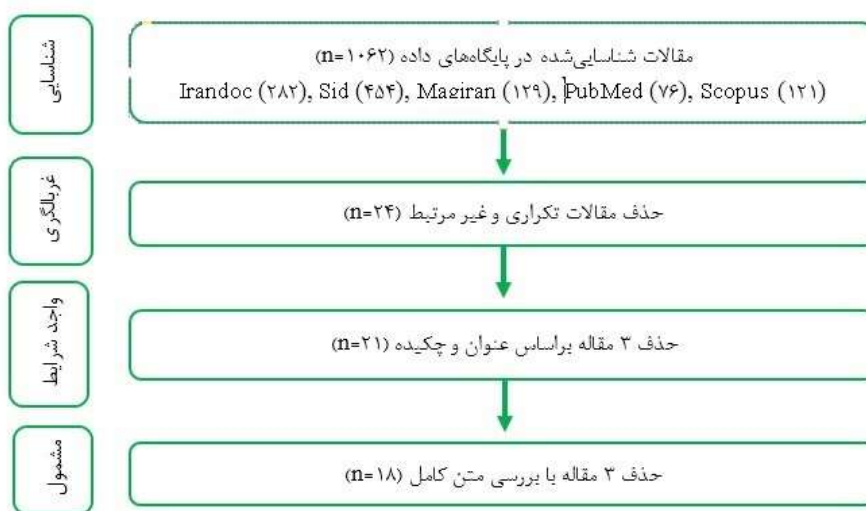 شناسایی
مقالات شناسایی‌شده در پایگاه‌های داده (n=۱۰۶۲)
Irandoc (۲۸۲), Sid (۴۵۴), Magiran (۱۲۹), PubMed (۷۶), Scopus (۱۲۱)
غربالگری
حذف مقالات تکراری و غیر مرتبط (n=۲۴)
واجد شرایط
حذف ۳ مقاله براساس عنوان و چکیده (n=۲۱)
مشمول
حذف ۳ مقاله با بررسی متن کامل (n=۱۸)